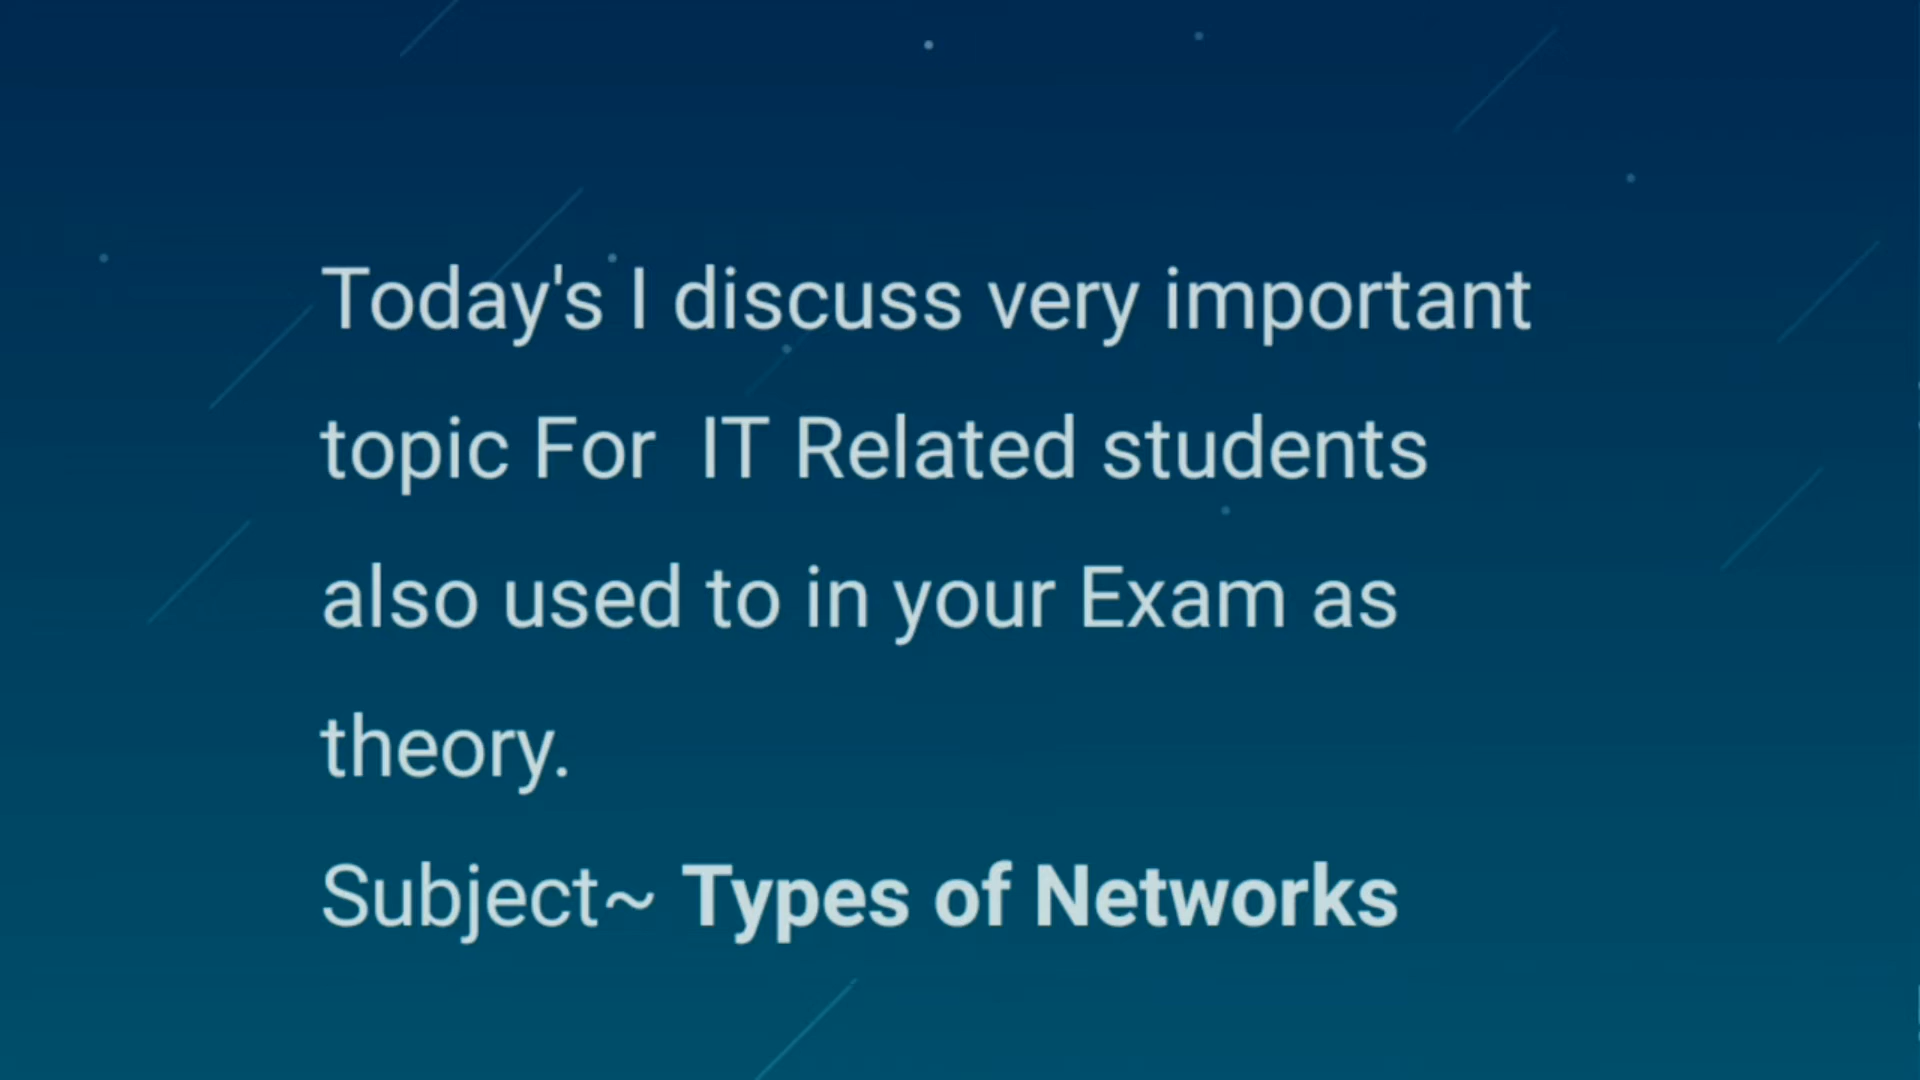 Today's I discuss very important
topic For  IT Related students
also used to in your Exam as
theory.
Subject~ Types of Networks